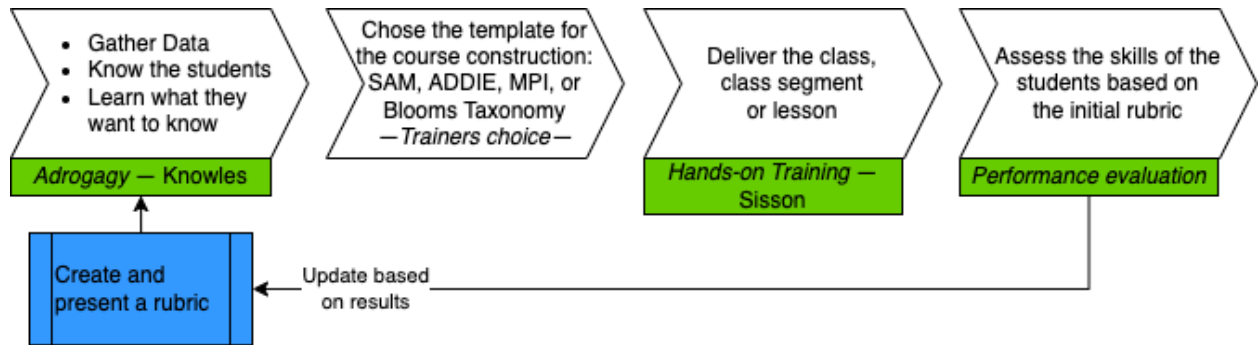 • Gather Data
• Know the students
• Learn what they
want to know
Adrogagy — Knowles
Chose the template for
the course construction:
SAM, ADDIE, MPI, or
Blooms Taxonomy
—Trainers choice—
Deliver the class,
class segment
or lesson
Hands-on Training —
Sisson
Assess the skills of the
students based on
the initial rubric
Performance evaluation
Create and
present a rubric
Update based
on results